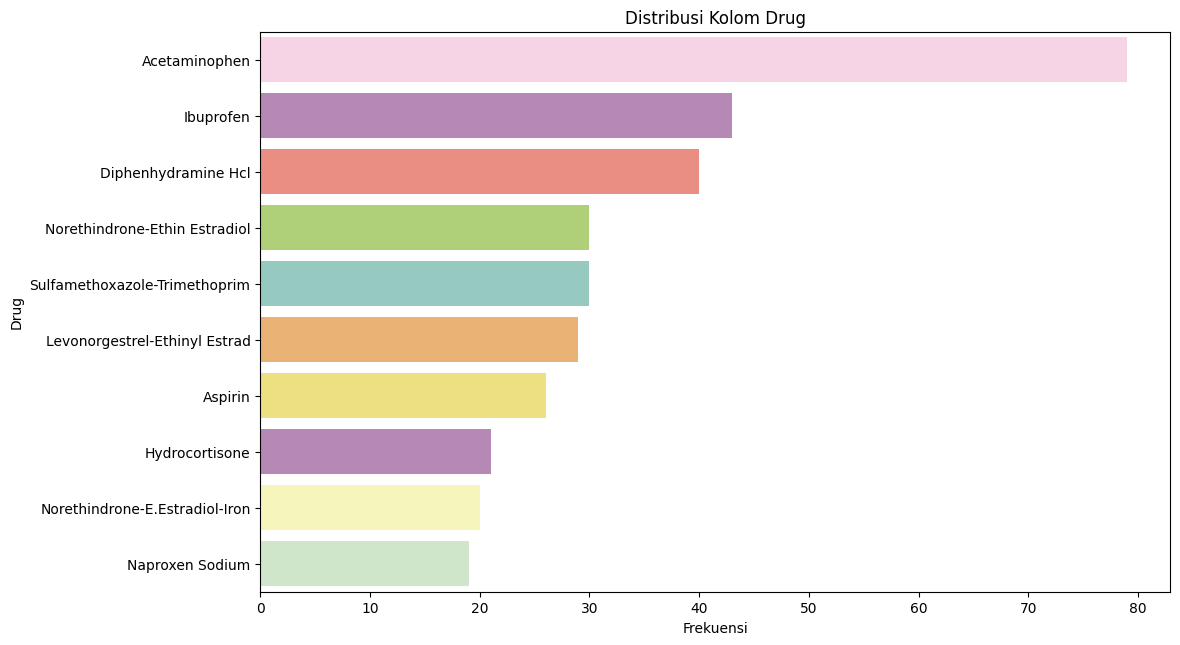 Distribusi Kolom Drug
Drug
Acetaminophen
Ibuprofen
Diphenhydramine Hcl
Norethindrone-Ethin Estradiol
Sulfamethoxazole-Trimethoprim
Levonorgestrel-Ethinyl Estrad
Aspirin
Hydrocortisone
Norethindrone-E.Estradiol-Iron
Naproxen Sodium
0 10 20 30 40 50 60 70 80
Frekuensi